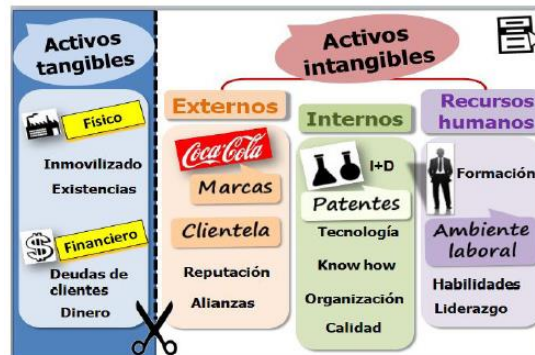 Activos
tangibles
Físico
Inmovilizado
Existencias
$
Financiero
Deudas de
clientes
Dinero
Activos
intangibles
Externos
Coca-Cola
Marcas
Clientela
Reputación
Alianzas
Internos
I+D
Patentes
Tecnología
Know how
Organización
Calidad
Recursos
humanos
Formación
Ambiente
laboral
Habilidades
Liderazgo